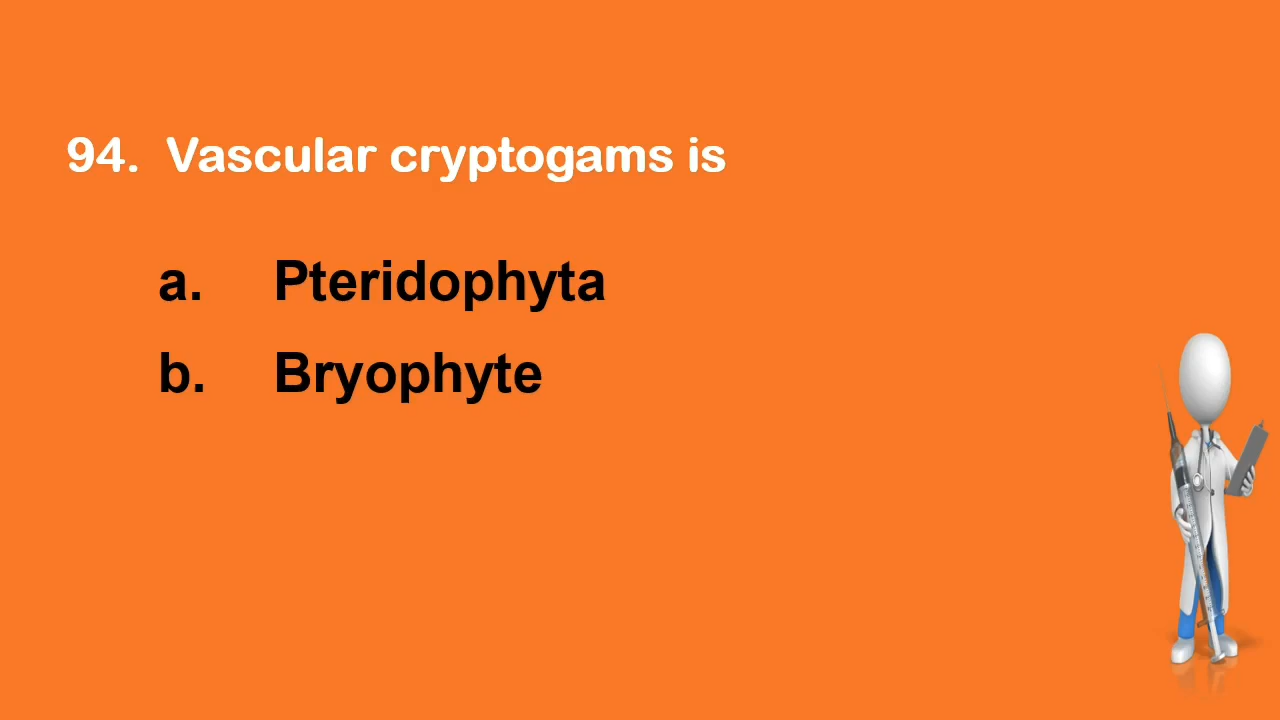 94. Vascular cryptogams is
a. Pteridophyta
b. Bryophyte